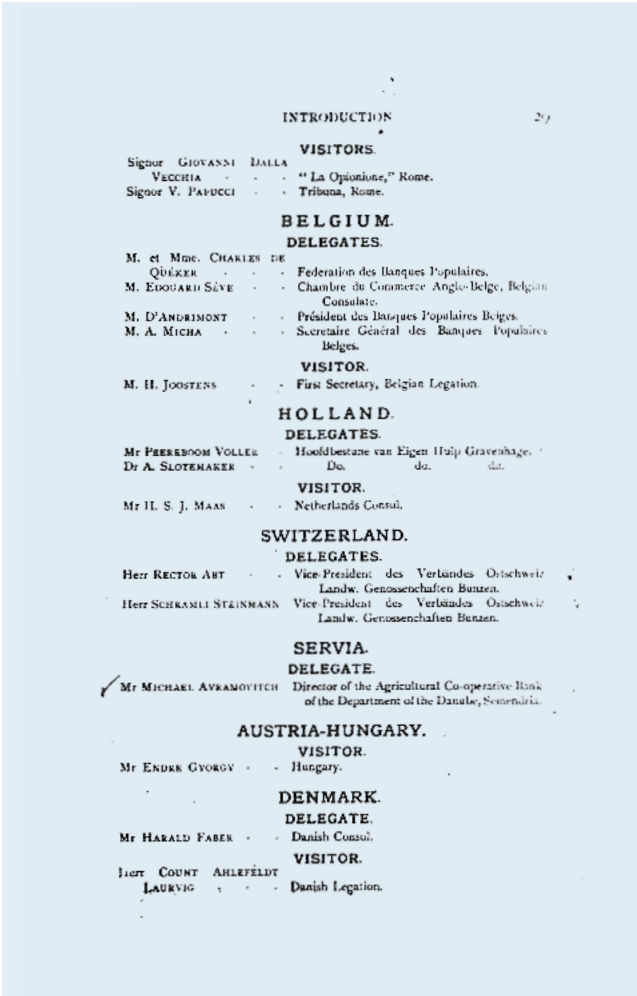 INTRODUCTION
VISITORS.
Signor GIOVANNI DALLA
VECCHIA - - - " La Opionione," Rome.
Signor V. PAPUCCI - - Tribuna, Rome.
BELGIUM.
DELEGATES.
M. et Mme. CHARLES DE
QUÉKER - - - Federation des Banques Populaires.
M. EDOUARD SÈVE - - Chambre du Commerce Anglo-Belge, Belgian
Consulate.
M. D'ANDRIMONT - - Président des Banques Populaires Belges.
M. A. MICHA - - - Secretaire Général des Banques Populaires
Belges.
VISITOR.
M. H. JOOSTENS - - First Secretary, Belgian Legation.
HOLLAND.
DELEGATES.
Mr PEEREBOOM VOLLER - Hoofdbestane van Eigen Hulp Gravenhage.
Dr A. SLOTEMAKER - - Do. do. do.
VISITOR.
Mr H. S. J. MAAS - - Netherlands Consul.
SWITZERLAND.
DELEGATES.
Herr RECTOR ABT - - Vice-President des Verbändes Ostschweiz
Landw. Genossenchaften Bunzen.
Herr SCHRAMLI STEINMANN Vice-President des Verbändes Ostschweiz
Landw. Genossenchaften Bunzen.
SERVIA.
DELEGATE.
Mr MICHAEL AVRAMOVITCH Director of the Agricultural Co-operative Bank
of the Department of the Danube, Semendria.
AUSTRIA-HUNGARY.
VISITOR.
Mr ENDRE GYORGY - - Hungary.
DENMARK.
DELEGATE.
Mr HARALD FABER - - Danish Consul.
VISITOR.
Herr COUNT AHLEFELDT
LAURVIG - - - Danish Legation.